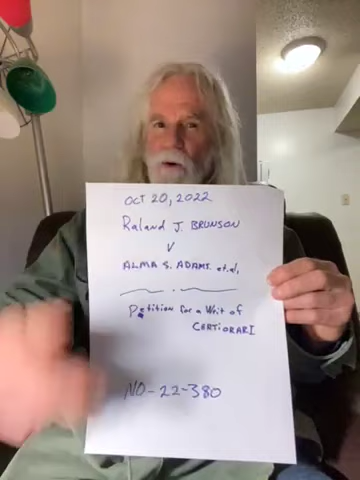 OCT 20, 2022
Raland J. BRUNSON
V
ALMA S. ADAMS. et.al,
Petition for a Writ of
CERTIORARI
NO-22-380